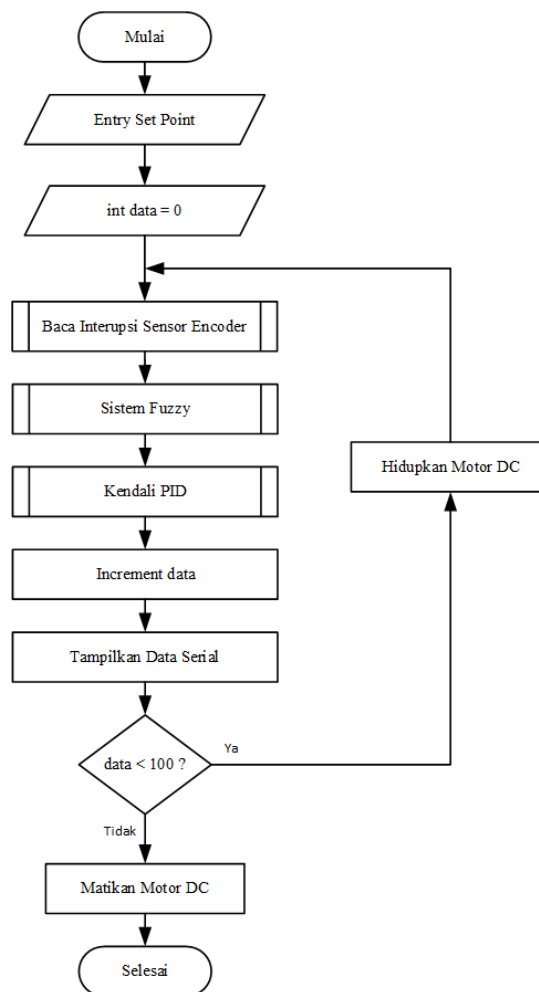 Mulai
Entry Set Point
int data = 0
Baca Interupsi Sensor Encoder
Sistem Fuzzy
Kendali PID
Hidupkan Motor DC
Increment data
Tampilkan Data Serial
data < 100 ?
Ya
Tidak
Matikan Motor DC
Selesai